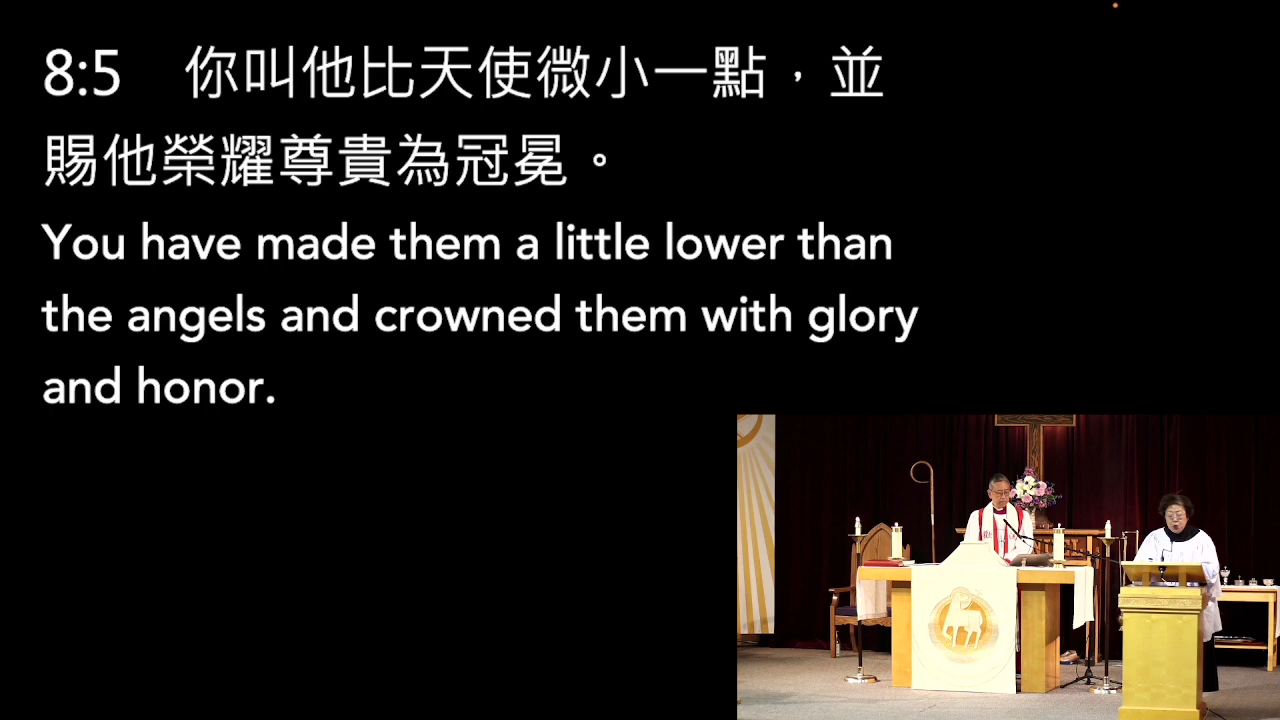 8:5 你叫他比天使微小一點，並
賜他榮耀尊貴為冠冕。
You have made them a little lower than
the angels and crowned them with glory
and honor.